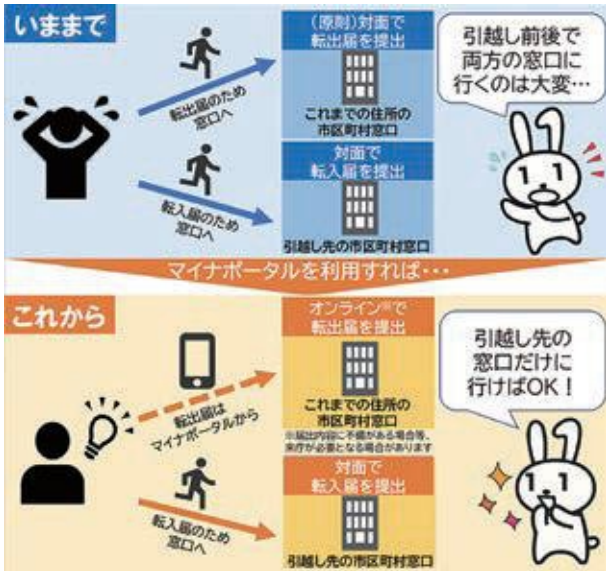 いままで
(原則)対面で
転出届を提出
これまでの住所の
市区町村窓口
転出届のため
窓口へ
対面で
転入届を提出
引越し先の市区町村窓口
転入届のため
窓口へ
引越し前後で
両方の窓口に
行くのは大変…
マイナポータルを利用すれば…
これから
オンライン※で
転出届を提出
これまでの住所の
市区町村窓口
※届出内容に不備がある場合等、
来庁が必要となる場合があります
転出届は
マイナポータルから
対面で
転入届を提出
引越し先の市区町村窓口
転入届のため
窓口へ
引越し先の
窓口だけに
行けばOK！